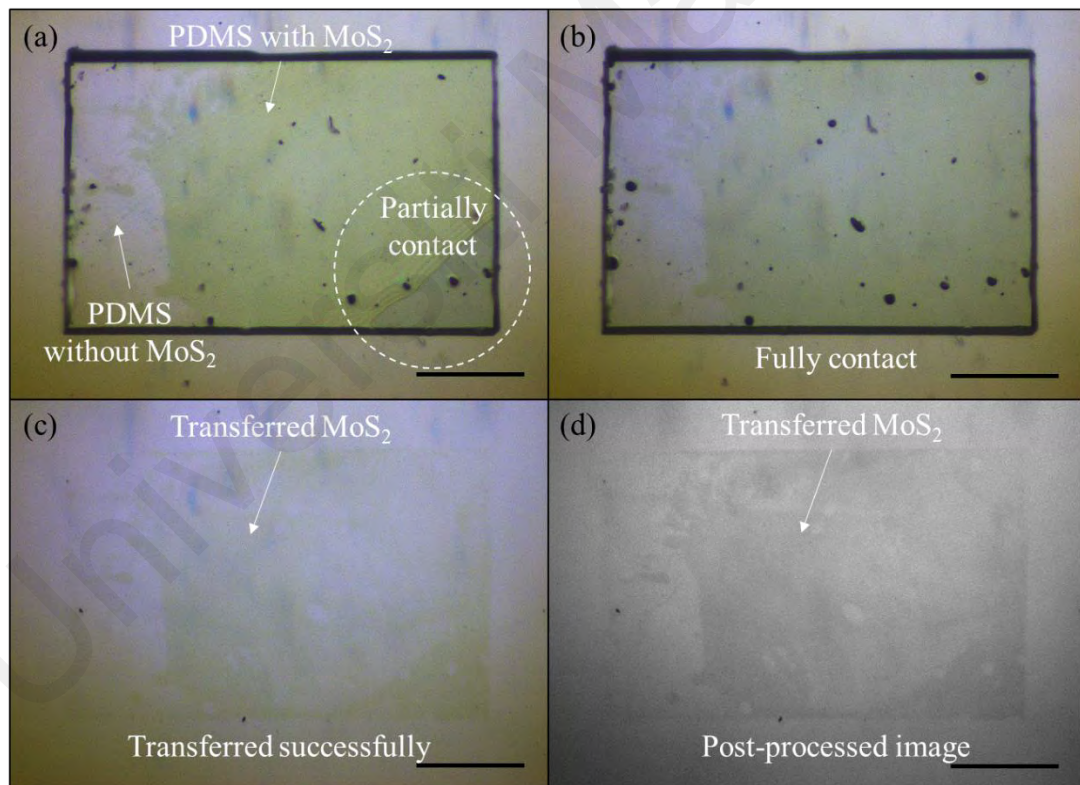 (a)
PDMS with MoS₂
Partially
contact
PDMS
without MoS₂
(b)
Fully contact
(c)
Transferred MoS₂
Transferred successfully
(d)
Transferred MoS₂
Post-processed image